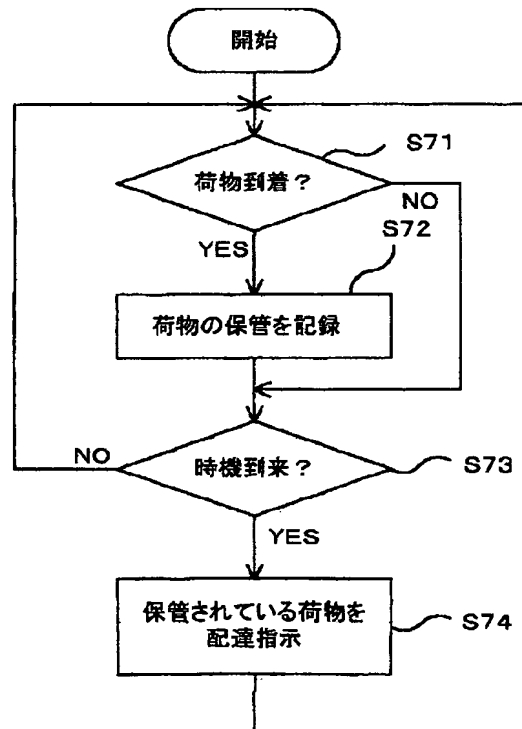 開始
荷物到着？
S71
NO
YES
S72
荷物の保管を記録
時機到来？
NO
S73
YES
保管されている荷物を
配達指示
S74